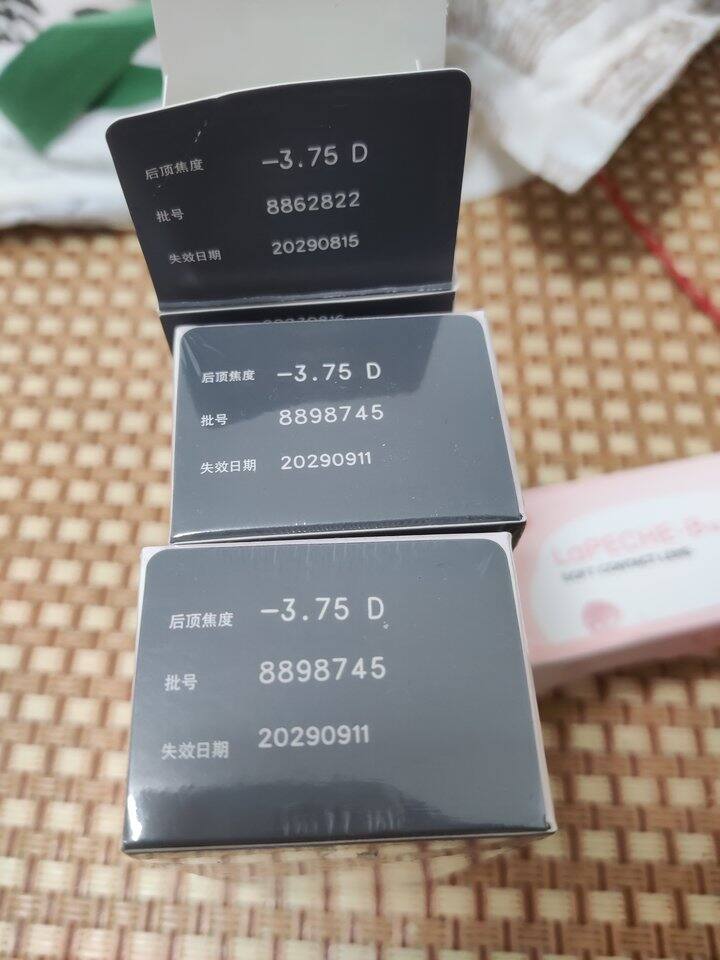 后顶焦度 -3.75 D
批号 8862822
失效日期 20290815
后顶焦度 -3.75 D
批号 8898745
失效日期 20290911
后顶焦度 -3.75 D
批号 8898745
失效日期 20290911
LaPECHE
SOFT CONTACT LENS